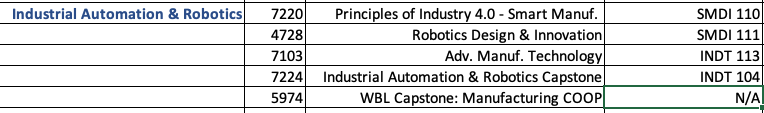 Industrial Automation & Robotics 7220 Principles of Industry 4.0 - Smart Manuf. SMDI 110
4728 Robotics Design & Innovation SMDI 111
7103 Adv. Manuf. Technology INDT 113
7224 Industrial Automation & Robotics Capstone INDT 104
5974 WBL Capstone: Manufacturing COOP N/A